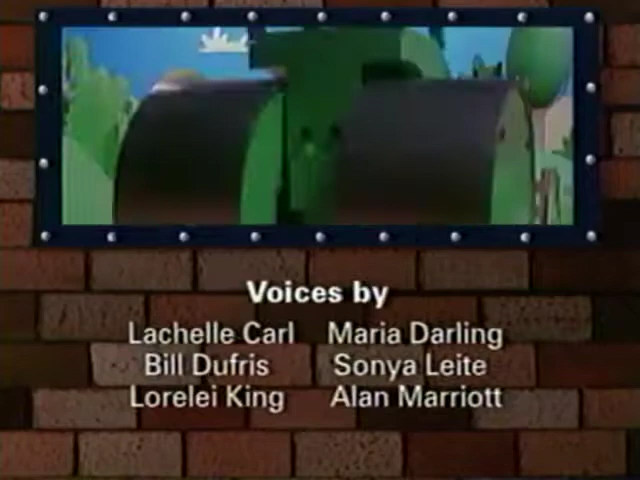 Voices by
Lachelle Carl Maria Darling
Bill Dufris Sonya Leite
Lorelei King Alan Marriott